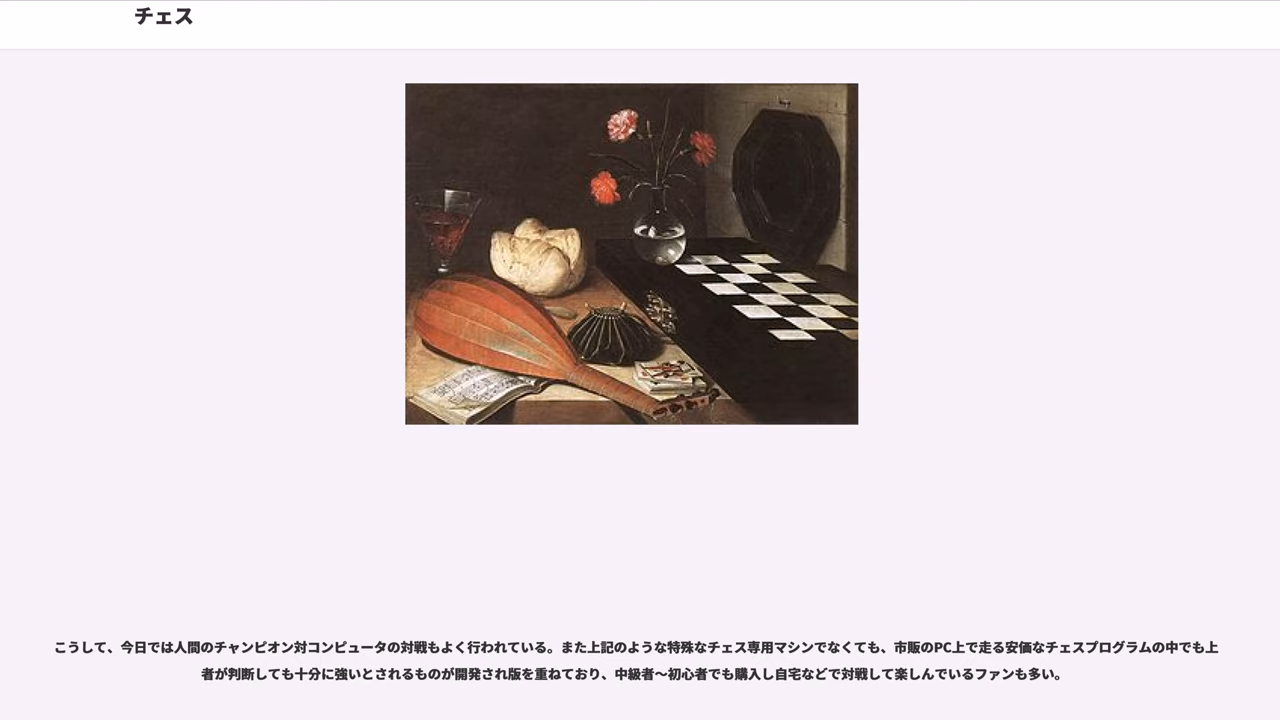 チェス
こうして、今日では人間のチャンピオン対コンピュータの対戦もよく行われている。また上記のような特殊なチェス専用マシンでなくても、市販のPC上で走る安価なチェスプログラムの中でも上
者が判断しても十分に強いとされるものが開発され版を重ねており、中級者〜初心者でも購入し自宅などで対戦して楽しんでいるファンも多い。